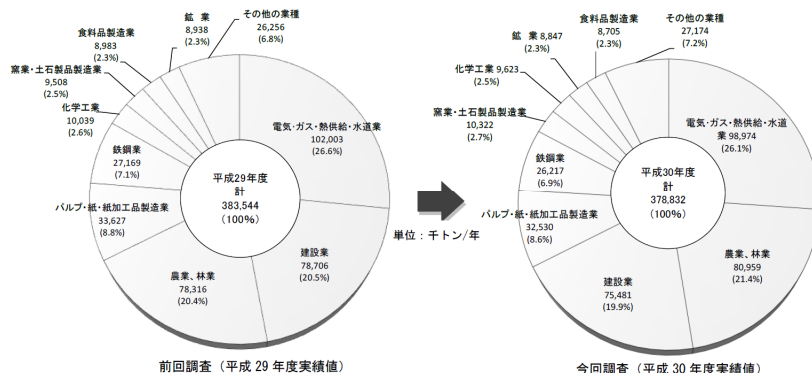 その他の業種
26,256
(6.8%)
鉱 業
8,938
(2.3%)
食料品製造業
8,983
(2.3%)
窯業・土石製品製造業
9,508
(2.5%)
化学工業
10,039
(2.6%)
鉄鋼業
27,169
(7.1%)
パルプ・紙・紙加工品製造業
33,627
(8.8%)
農業、林業
78,316
(20.4%)
建設業
78,706
(20.5%)
電気・ガス・熱供給・水道業
102,003
(26.6%)
平成29年度
計
383,544
(100%)
前回調査（平成 29 年度実績値）
単位：千トン/年
その他の業種
27,174
(7.2%)
食料品製造業
8,705
(2.3%)
鉱 業 8,847
(2.3%)
化学工業 9,623
(2.5%)
窯業・土石製品製造業
10,322
(2.7%)
鉄鋼業
26,217
(6.9%)
パルプ・紙・紙加工品製造業
32,530
(8.6%)
建設業
75,481
(19.9%)
農業、林業
80,959
(21.4%)
電気・ガス・熱供給・水道
業 98,974
(26.1%)
平成30年度
計
378,832
(100%)
今回調査（平成 30 年度実績値）